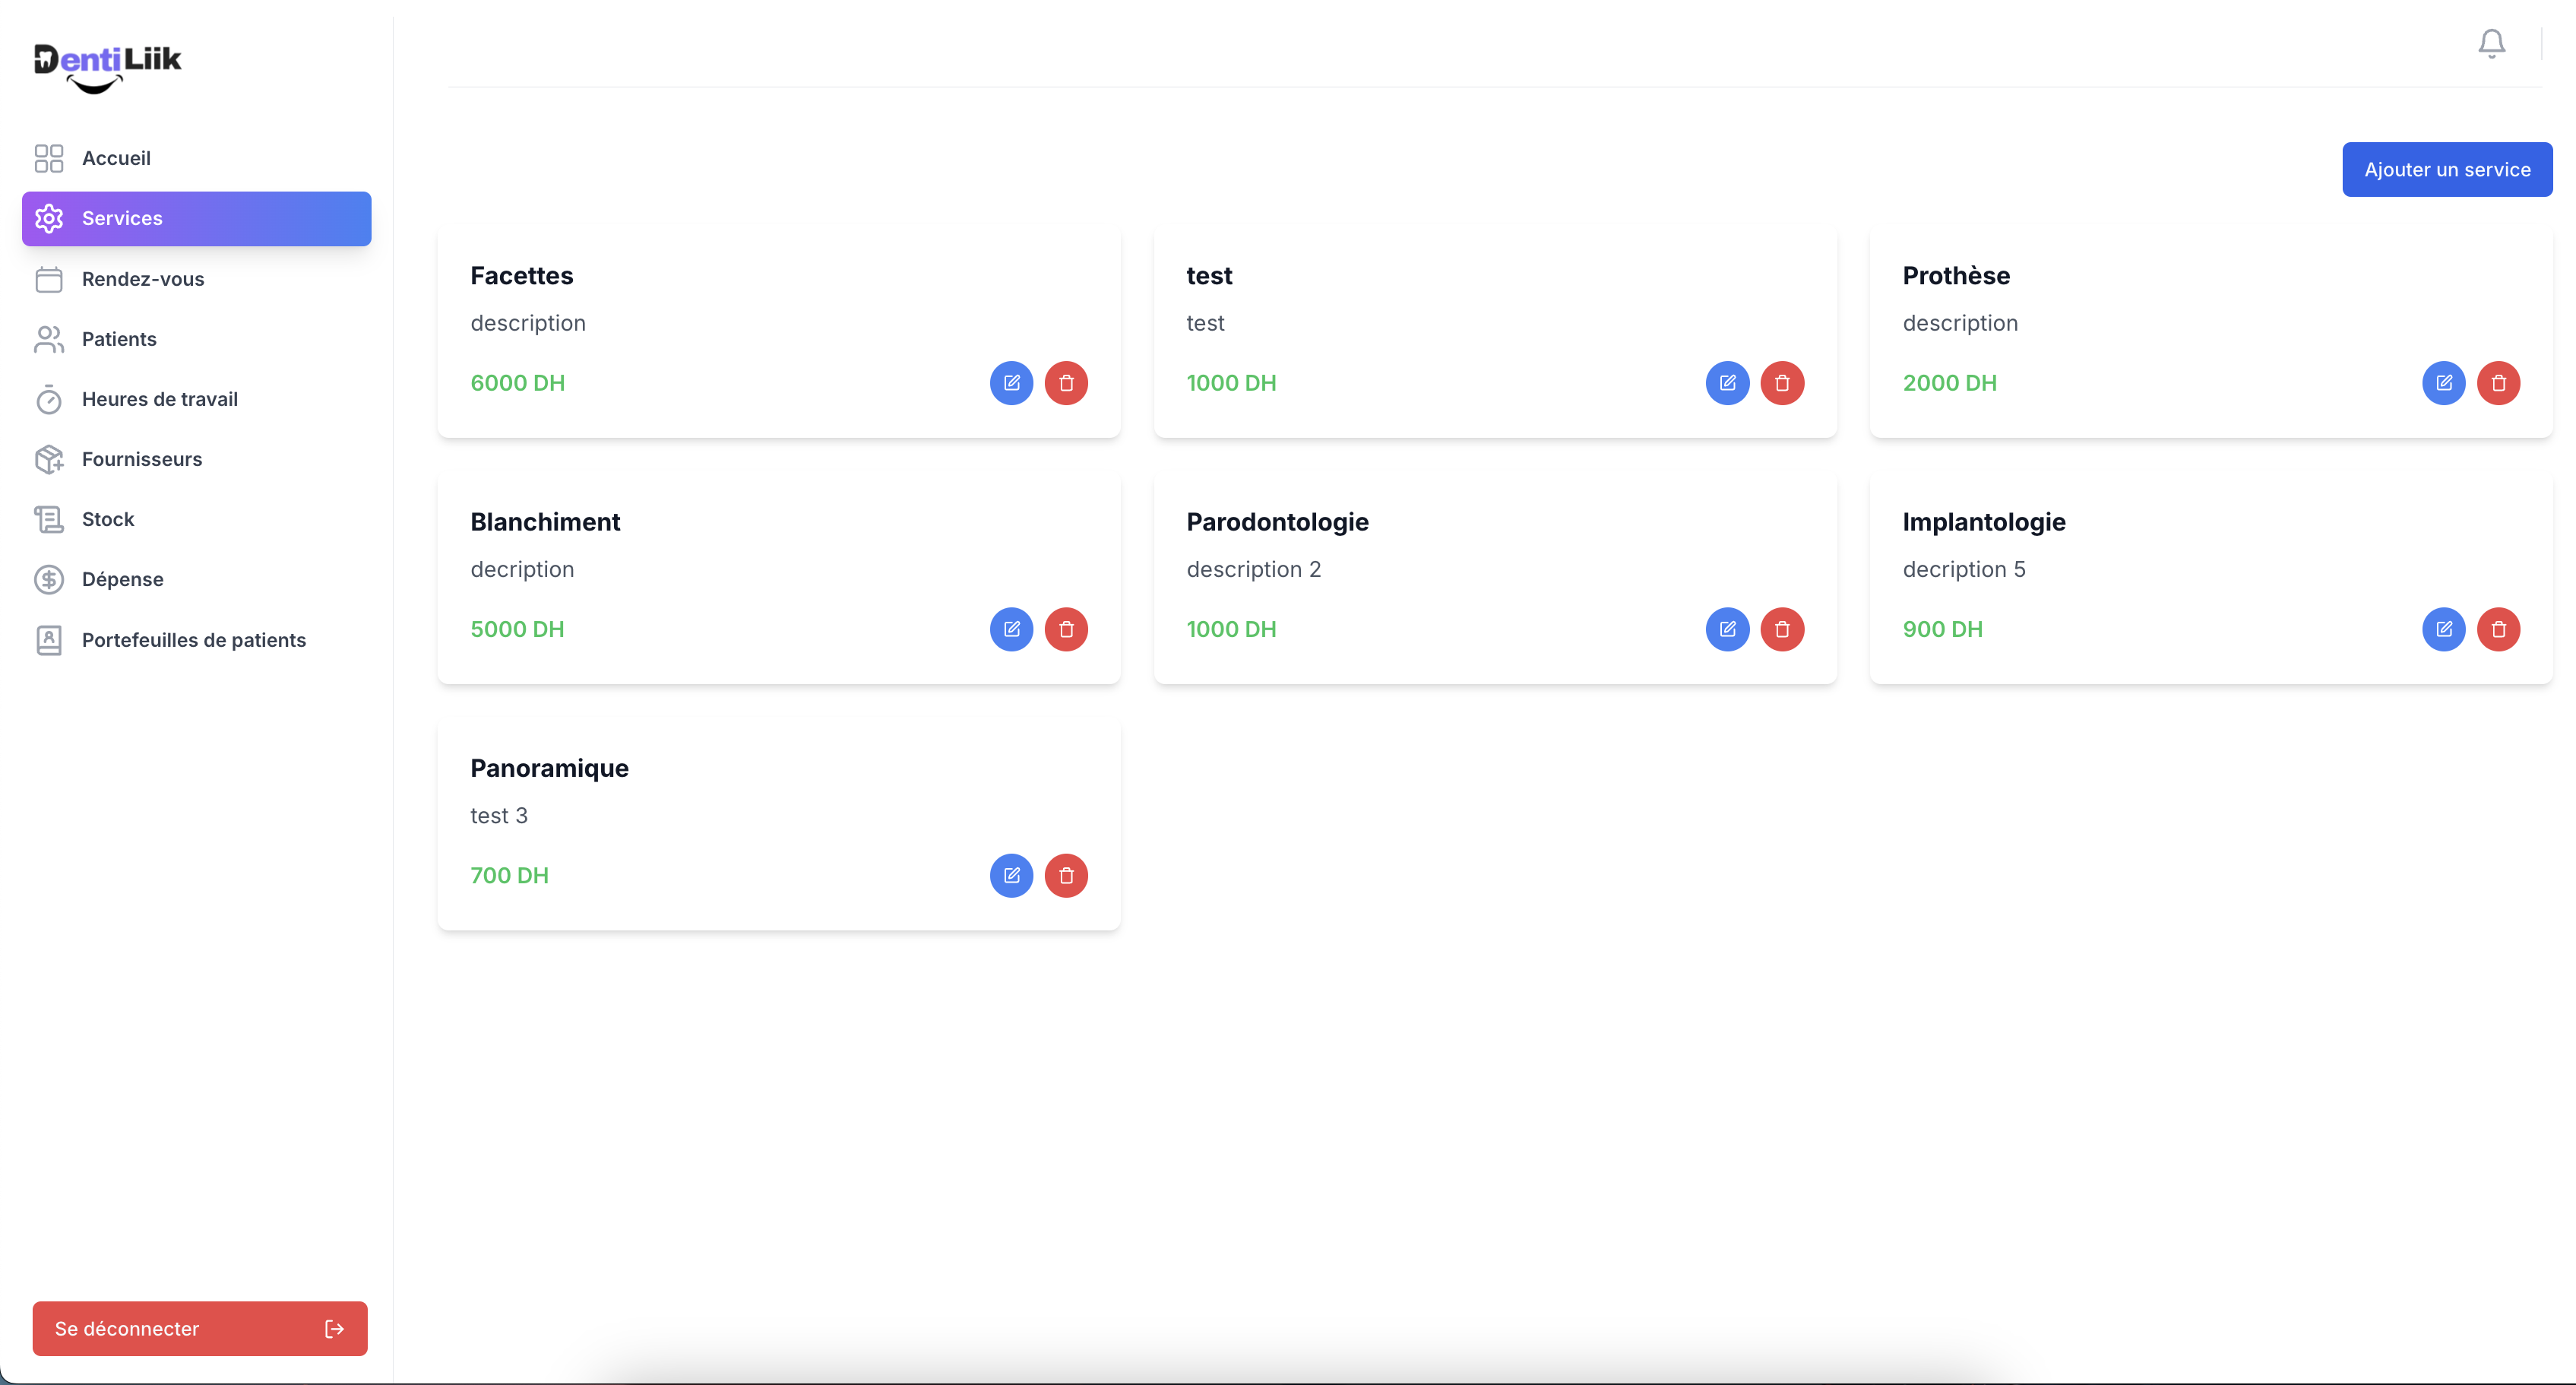 DentiLiik
Accueil
Services
Rendez-vous
Patients
Heures de travail
Fournisseurs
Stock
Dépense
Portefeuilles de patients
Se déconnecter
Ajouter un service
Facettes
description
6000 DH
test
test
1000 DH
Prothèse
description
2000 DH
Blanchiment
decription
5000 DH
Parodontologie
description 2
1000 DH
Implantologie
decription 5
900 DH
Panoramique
test 3
700 DH